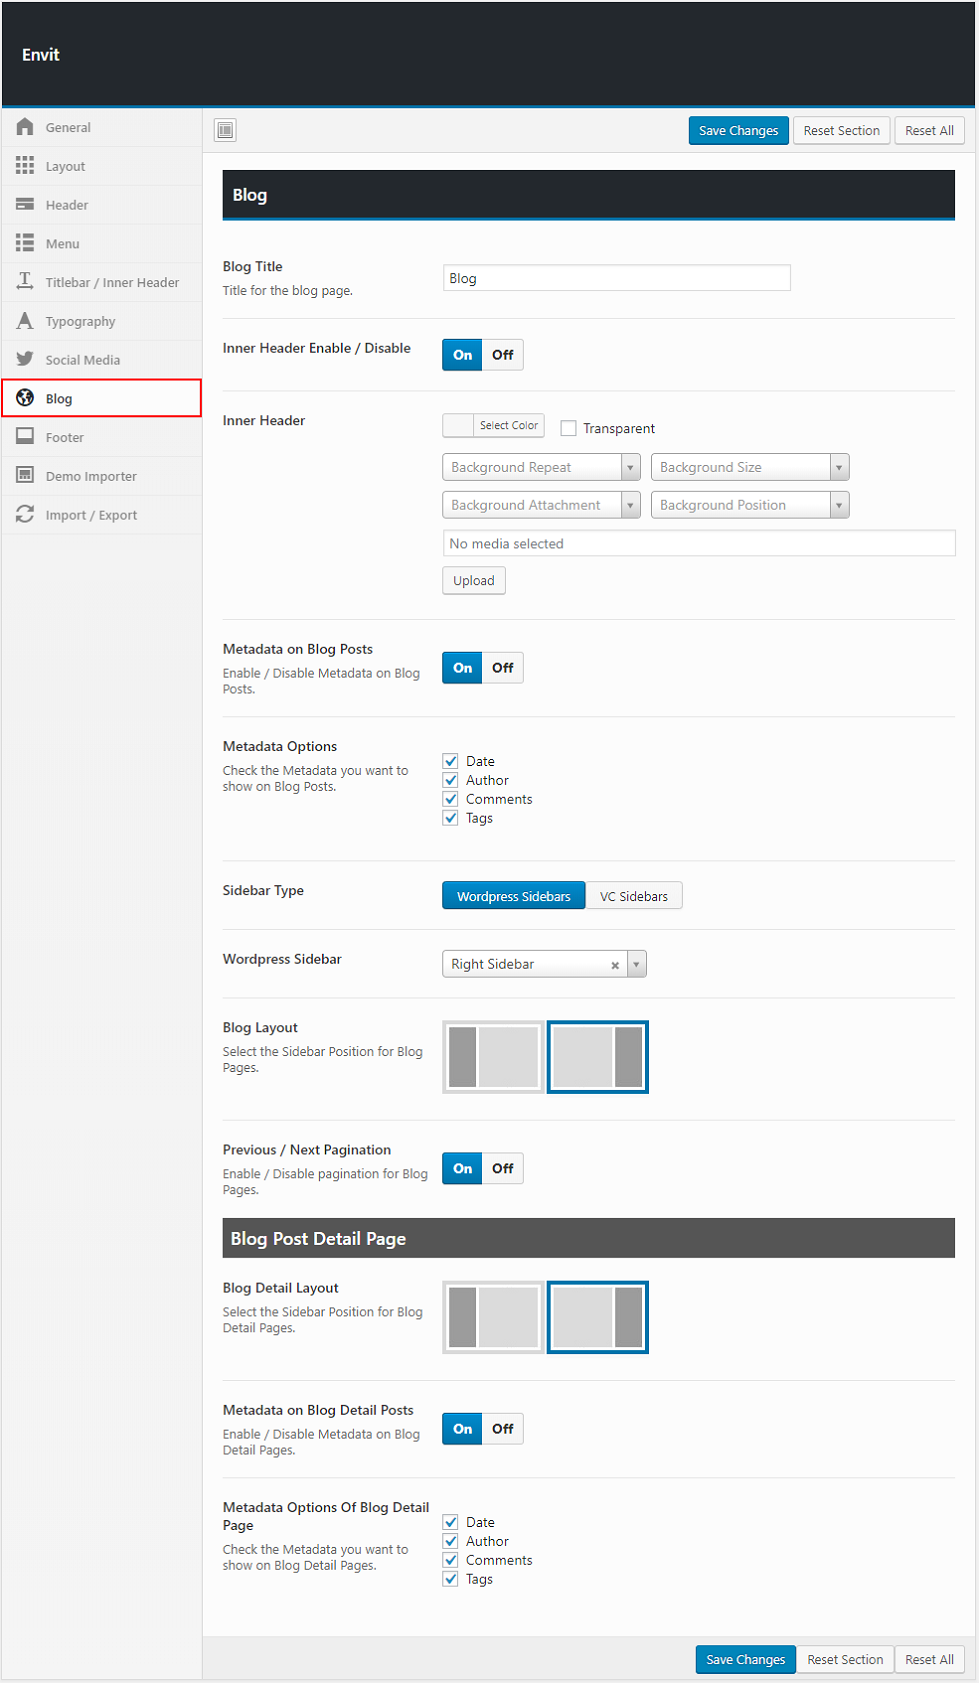 Envit
General
Layout
Header
Menu
Titlebar / Inner Header
Typography
Social Media
Blog
Footer
Demo Importer
Import / Export
Save Changes
Reset Section
Reset All
Blog
Blog Title
Title for the blog page.
Blog
Inner Header Enable / Disable
On
Off
Inner Header
Select Color
Transparent
Background Repeat
Background Size
Background Attachment
Background Position
No media selected
Upload
Metadata on Blog Posts
Enable / Disable Metadata on Blog
Posts.
On
Off
Metadata Options
Check the Metadata you want to
show on Blog Posts.
Date
Author
Comments
Tags
Sidebar Type
Wordpress Sidebars
VC Sidebars
Wordpress Sidebar
Right Sidebar
Blog Layout
Select the Sidebar Position for Blog
Pages.
Previous / Next Pagination
Enable / Disable pagination for Blog
Pages.
On
Off
Blog Post Detail Page
Blog Detail Layout
Select the Sidebar Position for Blog
Detail Pages.
Metadata on Blog Detail Posts
Enable / Disable Metadata on Blog
Detail Pages.
On
Off
Metadata Options Of Blog Detail
Page
Check the Metadata you want to
show on Blog Detail Pages.
Date
Author
Comments
Tags
Save Changes
Reset Section
Reset All